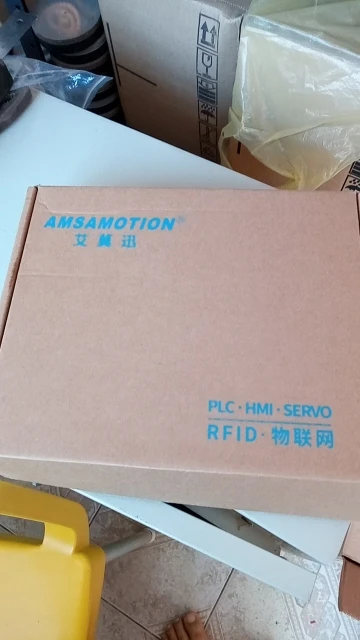 AMSAMOTION®
艾莫迅
PLC·HMI·SERVO
RFID·物联网